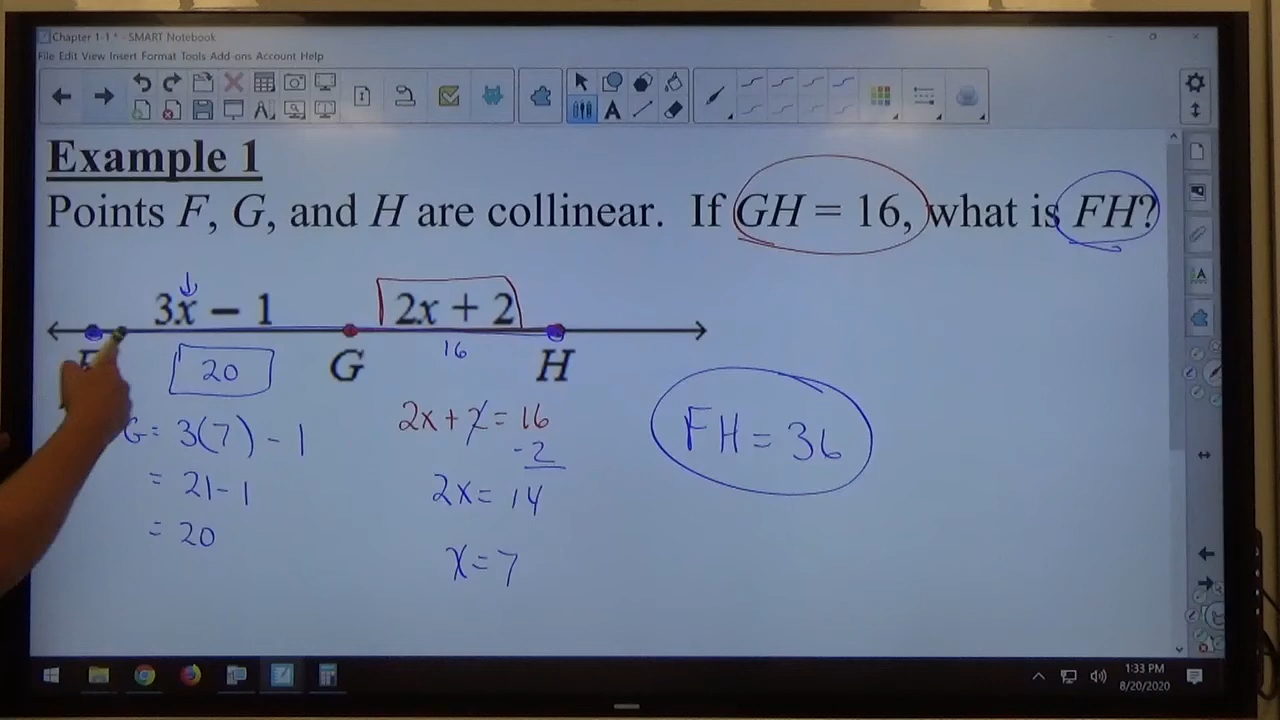 Chapter 1-1 * - SMART Notebook
File Edit View Insert Format Tools Add-ons Account Help
Example 1
Points F, G, and H are collinear. If GH = 16, what is FH?
3x − 1
2x + 2
16
G
H
20
G = 3(7) - 1
= 21-1
= 20
2x + 2 = 16
-2
2x = 14
x = 7
FH = 36
1:33 PM
8/20/2020